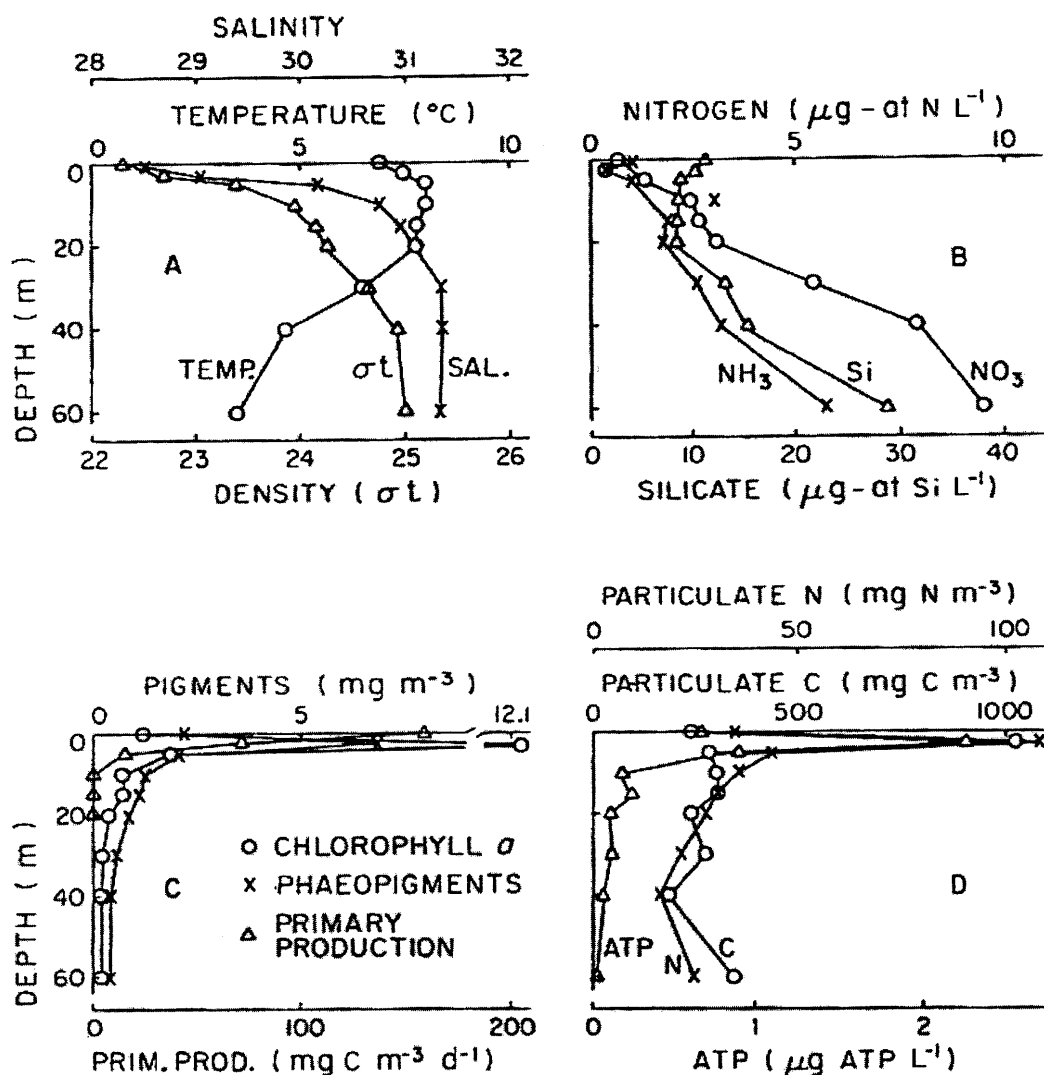 SALINITY
28 29 30 31 32
TEMPERATURE (°C)
0 5 10
0
20
40
60
DEPTH (m)
A
TEMP. σt SAL.
22 23 24 25 26
DENSITY (σt)
NITROGEN (μg-at N L⁻¹)
0 5 10
B
NH₃ Si NO₃
0 10 20 30 40
SILICATE (μg-at Si L⁻¹)
PIGMENTS (mg m⁻³)
0 5 12.1
0
20
40
60
DEPTH (m)
C
CHLOROPHYLL a
PHAEOPIGMENTS
PRIMARY
PRODUCTION
0 100 200
PRIM. PROD. (mg C m⁻³ d⁻¹)
PARTICULATE N (mg N m⁻³)
0 50 100
PARTICULATE C (mg C m⁻³)
0 500 1000
D
ATP N C
0 1 2
ATP (μg ATP L⁻¹)